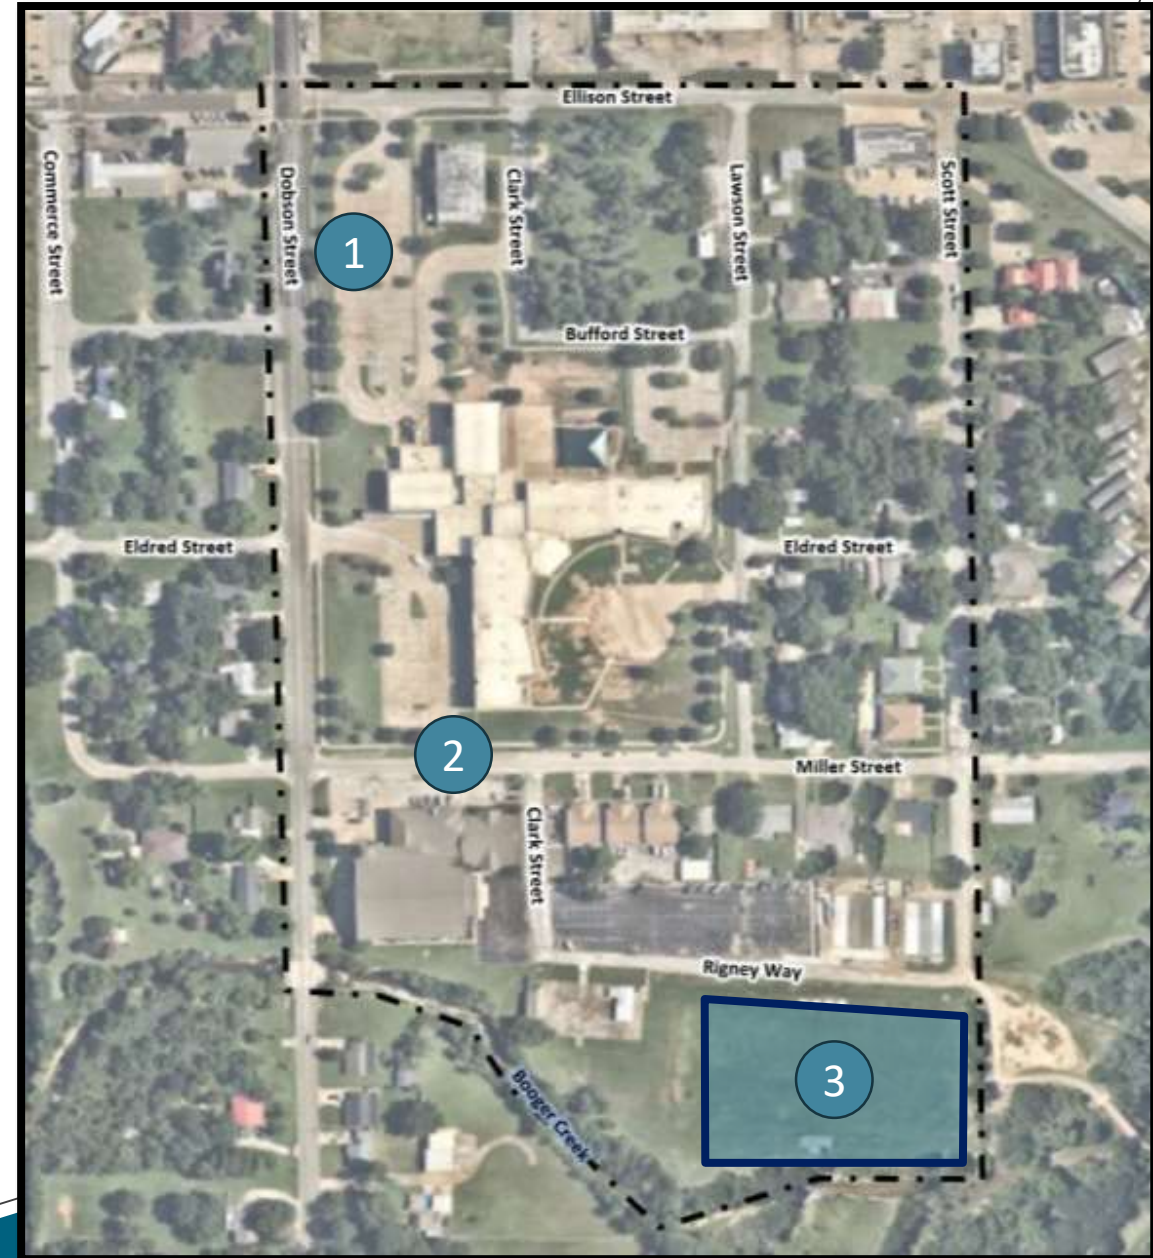 Ellison Street
Commerce Street
Dobson Street
Clark Street
Lawson Street
Scott Street
1
Bufford Street
Eldred Street
Eldred Street
2
Miller Street
Clark Street
Rigney Way
3
Booger Creek